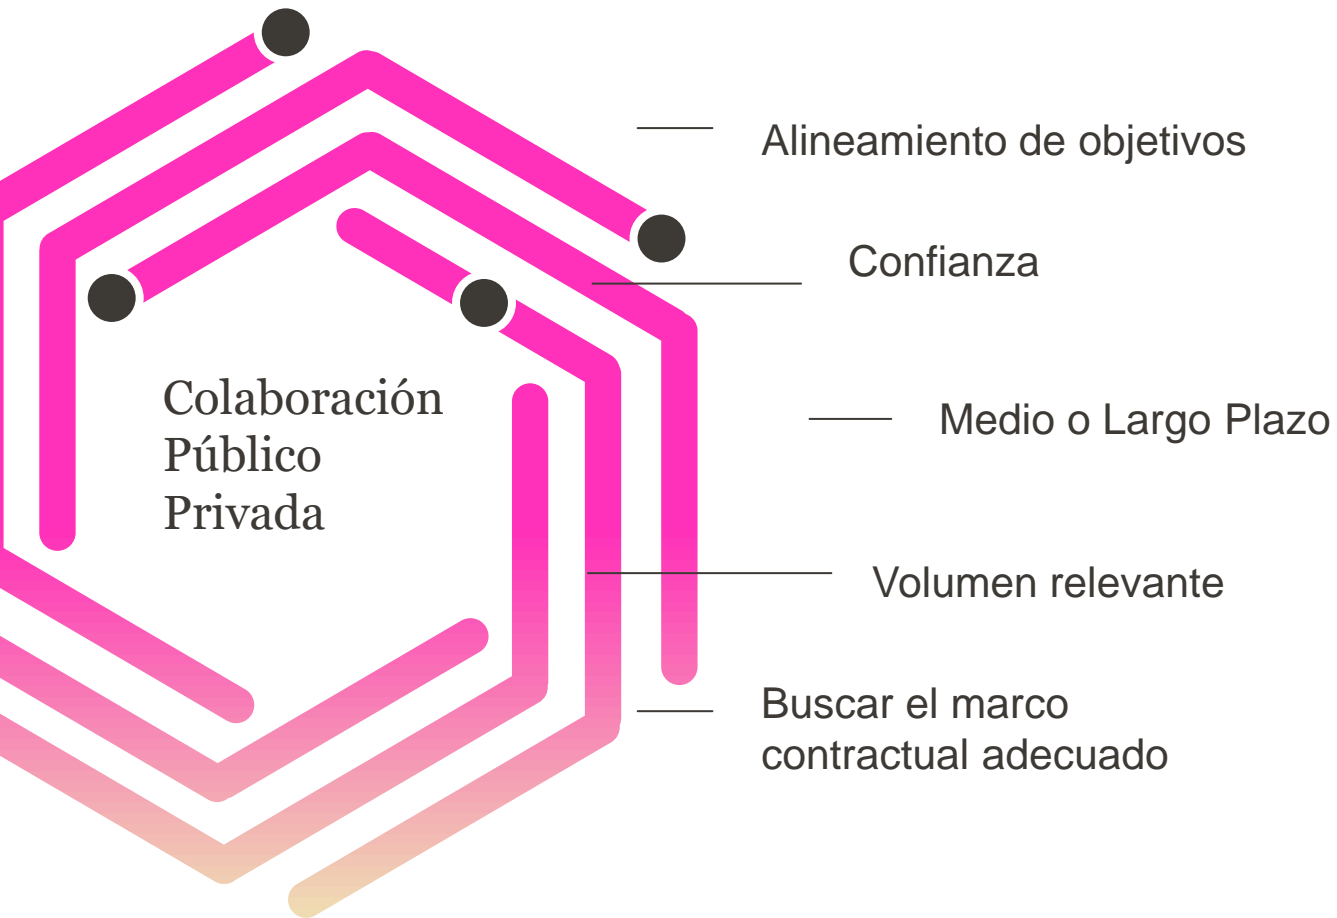 Alineamiento de objetivos
Confianza
Colaboración
Público
Privada
Medio o Largo Plazo
Volumen relevante
Buscar el marco
contractual adecuado